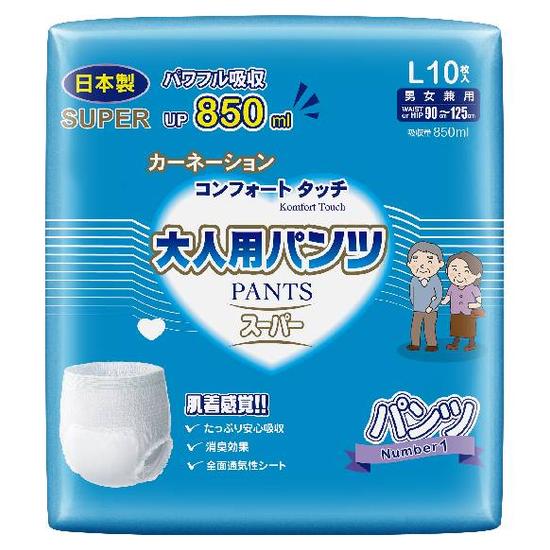 日本製
パワフル吸収
SUPER
UP 850 ml
L10枚入
男女兼用
WAIST or HIP 90cm～125cm
吸収量 850ml
カーネーション
コンフォート タッチ
Komfort Touch
大人用パンツ
PANTS
スーパー
肌着感覚!!
たっぷり安心吸収
消臭効果
全面通気性シート
パンツ
Number 1